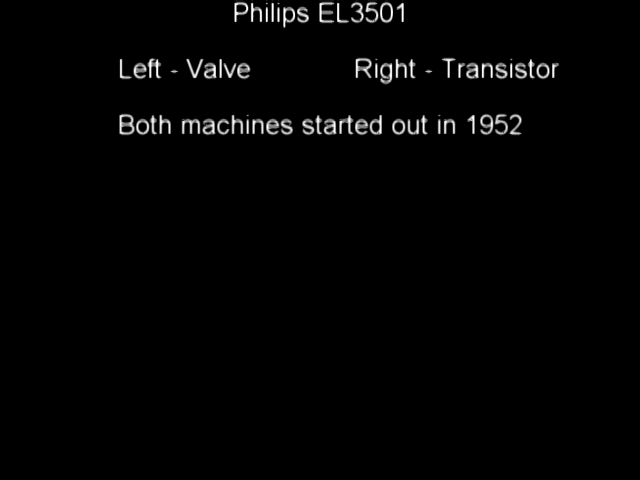 Philips EL3501
Left - Valve Right - Transistor
Both machines started out in 1952